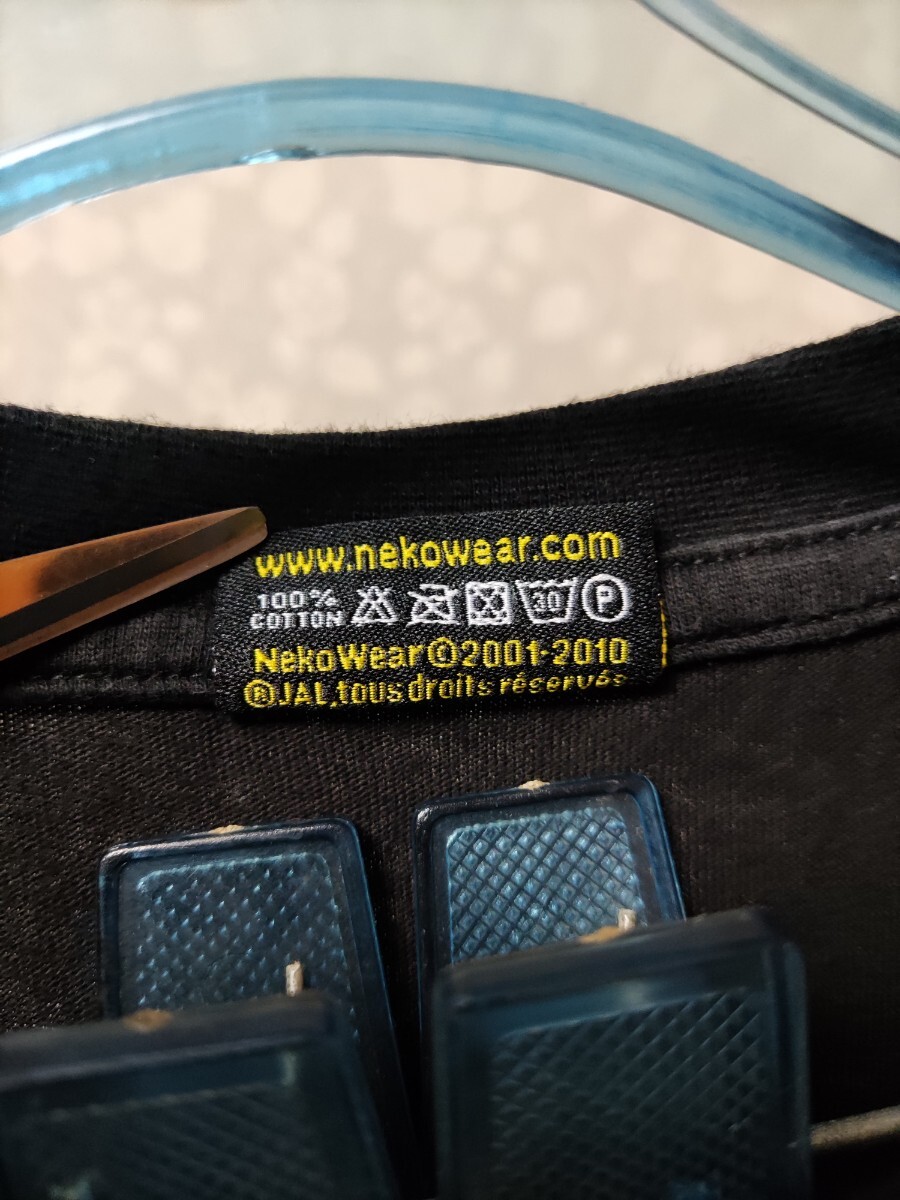 www.nekowear.com
100% COTTON 30 P
NekoWear©2001-2010
®JAL,tous droits réservés